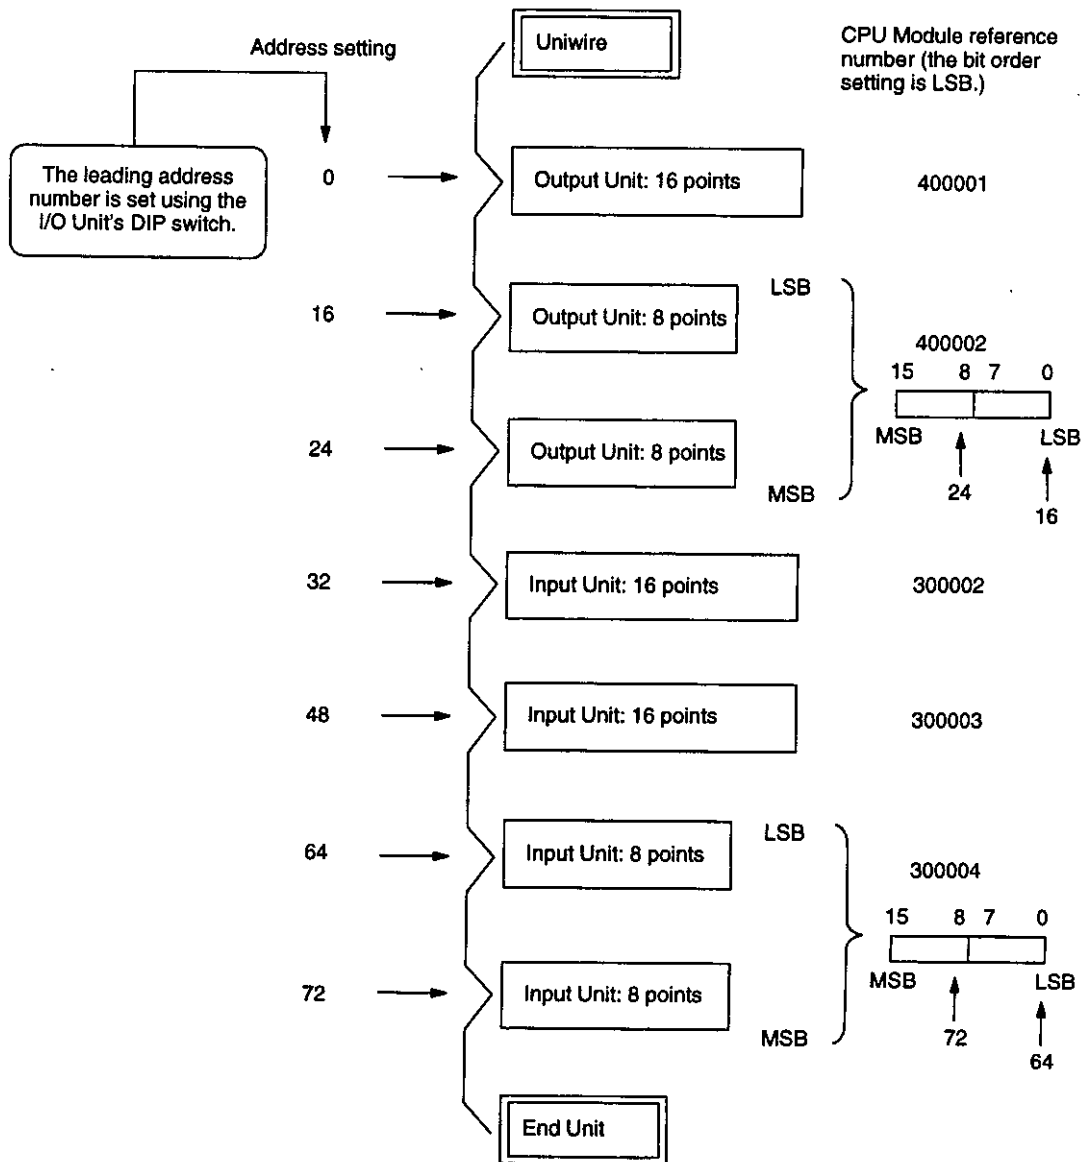 Address setting
Uniwire
CPU Module reference
number (the bit order
setting is LSB.)
The leading address
number is set using the
I/O Unit's DIP switch.
0
Output Unit: 16 points
400001
16
Output Unit: 8 points
LSB
24
Output Unit: 8 points
MSB
400002
15 8 7 0
MSB LSB
24
16
32
Input Unit: 16 points
300002
48
Input Unit: 16 points
300003
64
Input Unit: 8 points
LSB
72
Input Unit: 8 points
MSB
300004
15 8 7 0
MSB LSB
72
64
End Unit